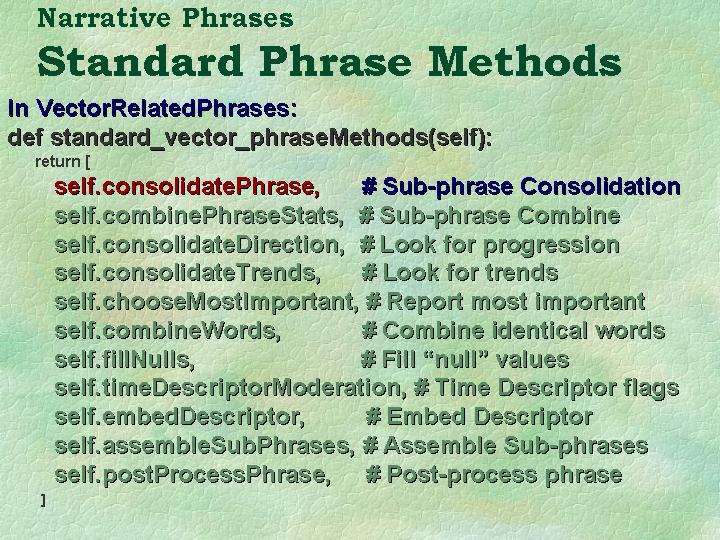 Narrative Phrases
Standard Phrase Methods
In VectorRelatedPhrases:
def standard_vector_phraseMethods(self):
return [
self.consolidatePhrase, # Sub-phrase Consolidation
self.combinePhraseStats, # Sub-phrase Combine
self.consolidateDirection, # Look for progression
self.consolidateTrends, # Look for trends
self.chooseMostImportant, # Report most important
self.combineWords, # Combine identical words
self.fillNulls, # Fill “null” values
self.timeDescriptorModeration, # Time Descriptor flags
self.embedDescriptor, # Embed Descriptor
self.assembleSubPhrases, # Assemble Sub-phrases
self.postProcessPhrase, # Post-process phrase
]